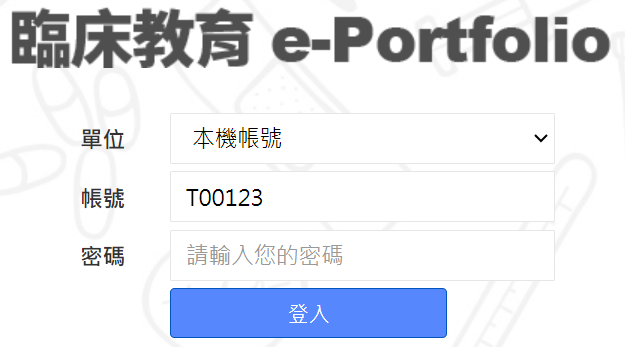 臨床教育 e-Portfolio
單位 本機帳號
帳號 T00123
密碼 請輸入您的密碼
登入